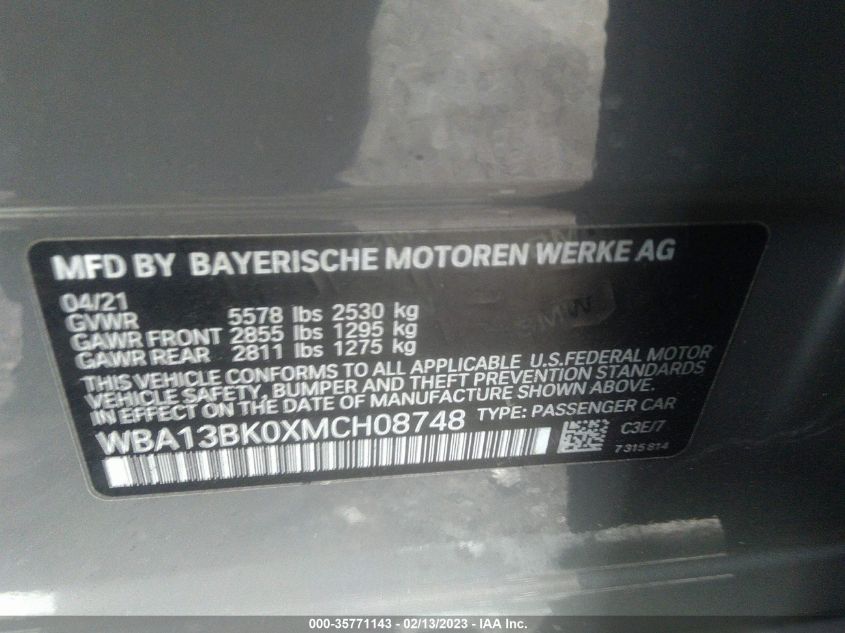 MFD BY BAYERISCHE MOTOREN WERKE AG
04/21
GVWR 5578 lbs 2530 kg
GAWR FRONT 2855 lbs 1295 kg
GAWR REAR 2811 lbs 1275 kg
THIS VEHICLE CONFORMS TO ALL APPLICABLE U.S.FEDERAL MOTOR
VEHICLE SAFETY, BUMPER AND THEFT PREVENTION STANDARDS
IN EFFECT ON THE DATE OF MANUFACTURE SHOWN ABOVE.
WBA13BK0XMCH08748 TYPE: PASSENGER CAR
C3E/7
7315814
000-35771143 - 02/13/2023 - IAA Inc.